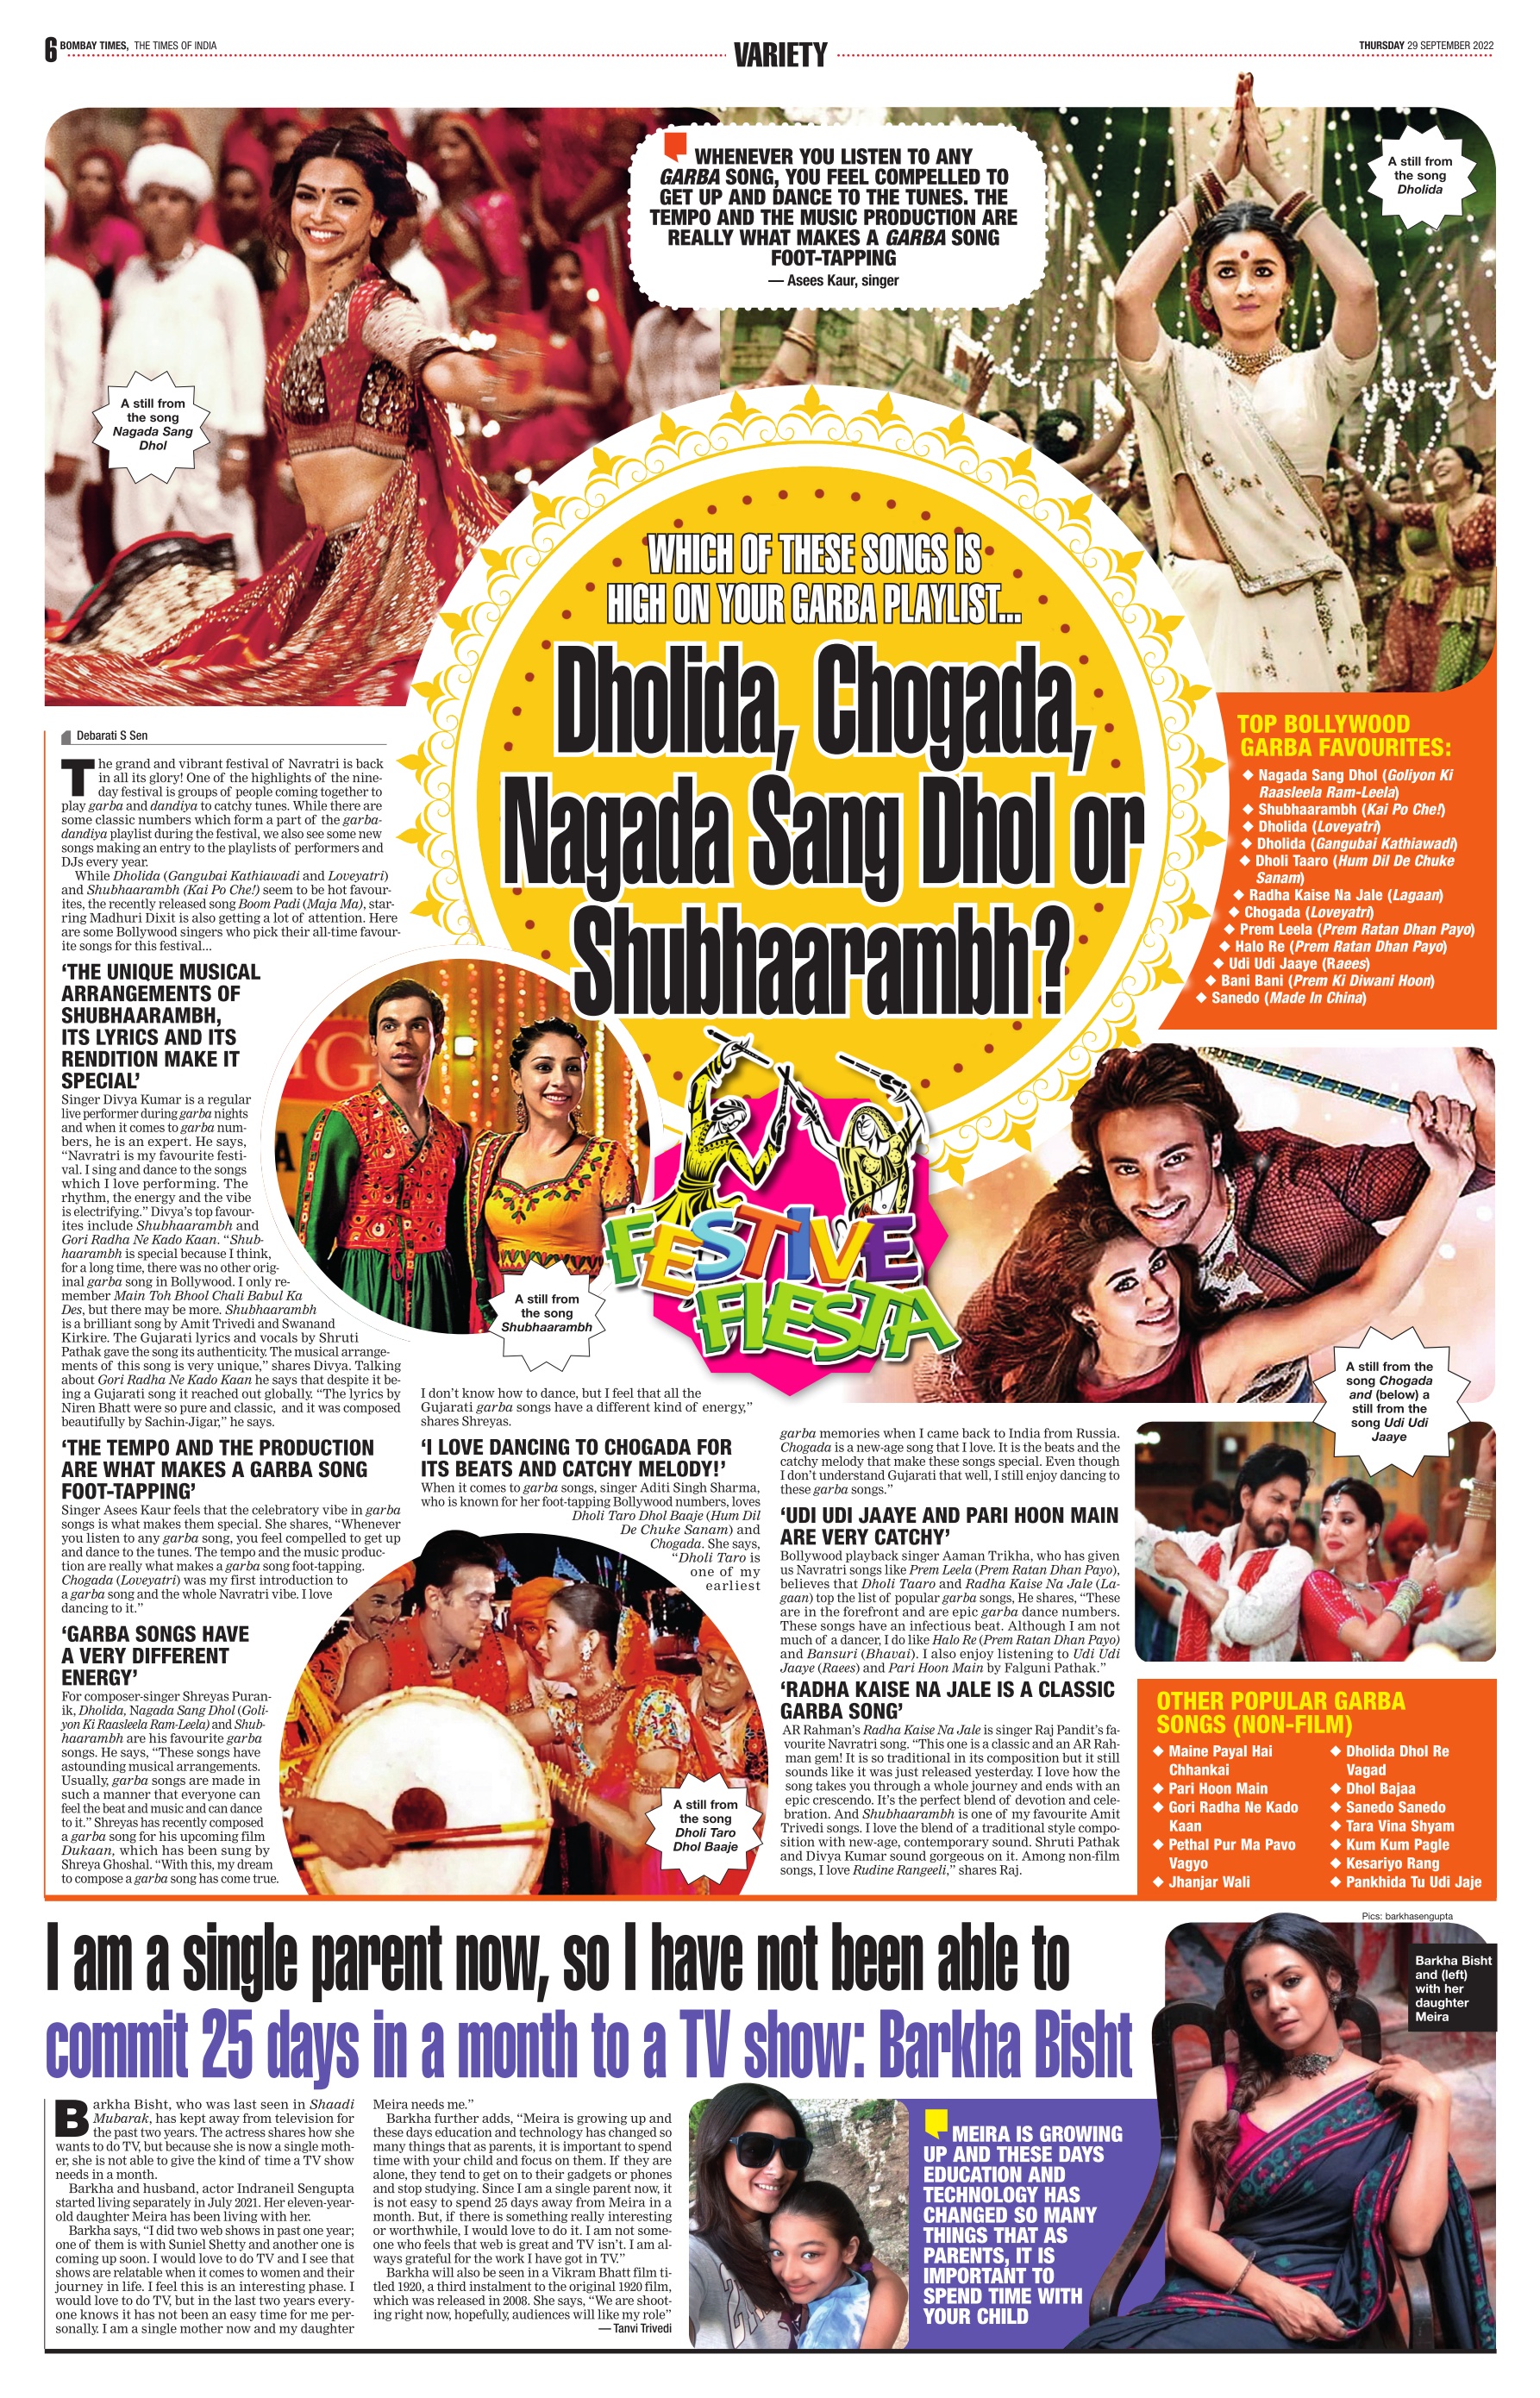 6 BOMBAY TIMES, THE TIMES OF INDIA
VARIETY
THURSDAY 29 SEPTEMBER 2022
WHENEVER YOU LISTEN TO ANY
GARBA SONG, YOU FEEL COMPELLED TO
GET UP AND DANCE TO THE TUNES. THE
TEMPO AND THE MUSIC PRODUCTION ARE
REALLY WHAT MAKES A GARBA SONG
FOOT-TAPPING
— Asees Kaur, singer
A still from
the song
Dholida
A still from
the song
Nagada Sang
Dhol
WHICH OF THESE SONGS IS
HIGH ON YOUR GARBA PLAYLIST...
Dholida, Chogada,
Nagada Sang Dhol or
Shubhaarambh?
Debarati S Sen
The grand and vibrant festival of Navratri is back
in all its glory! One of the highlights of the nine-
day festival is groups of people coming together to
play garba and dandiya to catchy tunes. While there are
some classic numbers which form a part of the garba-
dandiya playlist during the festival, we also see some new
songs making an entry to the playlists of performers and
DJs every year.
While Dholida (Gangubai Kathiawadi and Loveyatri)
and Shubhaarambh (Kai Po Che!) seem to be hot favour-
ites, the recently released song Boom Padi (Maja Ma), star-
ring Madhuri Dixit is also getting a lot of attention. Here
are some Bollywood singers who pick their all-time favour-
ite songs for this festival...
‘THE UNIQUE MUSICAL
ARRANGEMENTS OF
SHUBHAARAMBH,
ITS LYRICS AND ITS
RENDITION MAKE IT
SPECIAL’
Singer Divya Kumar is a regular
live performer during garba nights
and when it comes to garba num-
bers, he is an expert. He says,
“Navratri is my favourite festi-
val. I sing and dance to the songs
which I love performing. The
rhythm, the energy and the vibe
is electrifying.” Divya’s top favour-
ites include Shubhaarambh and
Gori Radha Ne Kado Kaan. “Shub-
haarambh is special because I think,
for a long time, there was no other orig-
inal garba song in Bollywood. I only re-
member Main Toh Bhool Chali Babul Ka
Des, but there may be more. Shubhaarambh
is a brilliant song by Amit Trivedi and Swanand
Kirkire. The Gujarati lyrics and vocals by Shruti
Pathak gave the song its authenticity. The musical arrange-
ments of this song is very unique,” shares Divya. Talking
about Gori Radha Ne Kado Kaan he says that despite it be-
ing a Gujarati song it reached out globally. “The lyrics by
Niren Bhatt were so pure and classic, and it was composed
beautifully by Sachin-Jigar,” he says.
‘THE TEMPO AND THE PRODUCTION
ARE WHAT MAKES A GARBA SONG
FOOT-TAPPING’
Singer Asees Kaur feels that the celebratory vibe in garba
songs is what makes them special. She shares, “Whenever
you listen to any garba song, you feel compelled to get up
and dance to the tunes. The tempo and the music produc-
tion are really what makes a garba song foot-tapping.
Chogada (Loveyatri) was my first introduction to
a garba song and the whole Navratri vibe. I love
dancing to it.”
‘GARBA SONGS HAVE
A VERY DIFFERENT
ENERGY’
For composer-singer Shreyas Puran-
ik, Dholida, Nagada Sang Dhol (Goli-
yon Ki Raasleela Ram-Leela) and Shub-
haarambh are his favourite garba
songs. He says, “These songs have
astounding musical arrangements.
Usually, garba songs are made in
such a manner that everyone can
feel the beat and music and can dance
to it.” Shreyas has recently composed
a garba song for his upcoming film
Dukaan, which has been sung by
Shreya Ghoshal. “With this, my dream
to compose a garba song has come true.
A still from
the song
Shubhaarambh
FESTIVE
FIESTA
I don’t know how to dance, but I feel that all the
Gujarati garba songs have a different kind of energy,”
shares Shreyas.
‘I LOVE DANCING TO CHOGADA FOR
ITS BEATS AND CATCHY MELODY!’
When it comes to garba songs, singer Aditi Singh Sharma,
who is known for her foot-tapping Bollywood numbers, loves
Dholi Taro Dhol Baaje (Hum Dil
De Chuke Sanam) and
Chogada. She says,
“Dholi Taro is
one of my
earliest
A still from
the song
Dholi Taro
Dhol Baaje
garba memories when I came back to India from Russia.
Chogada is a new-age song that I love. It is the beats and the
catchy melody that make these songs special. Even though
I don’t understand Gujarati that well, I still enjoy dancing to
these garba songs.”
‘UDI UDI JAAYE AND PARI HOON MAIN
ARE VERY CATCHY’
Bollywood playback singer Aaman Trikha, who has given
us Navratri songs like Prem Leela (Prem Ratan Dhan Payo),
believes that Dholi Taaro and Radha Kaise Na Jale (La-
gaan) top the list of popular garba songs, He shares, “These
are in the forefront and are epic garba dance numbers.
These songs have an infectious beat. Although I am not
much of a dancer, I do like Halo Re (Prem Ratan Dhan Payo)
and Bansuri (Bhavai). I also enjoy listening to Udi Udi
Jaaye (Raees) and Pari Hoon Main by Falguni Pathak.”
‘RADHA KAISE NA JALE IS A CLASSIC
GARBA SONG’
AR Rahman’s Radha Kaise Na Jale is singer Raj Pandit’s fa-
vourite Navratri song. “This one is a classic and an AR Rah-
man gem! It is so traditional in its composition but it still
sounds like it was just released yesterday. I love how the
song takes you through a whole journey and ends with an
epic crescendo. It’s the perfect blend of devotion and cele-
bration. And Shubhaarambh is one of my favourite Amit
Trivedi songs. I love the blend of a traditional style compo-
sition with new-age, contemporary sound. Shruti Pathak
and Divya Kumar sound gorgeous on it. Among non-film
songs, I love Rudine Rangeeli,” shares Raj.
TOP BOLLYWOOD
GARBA FAVOURITES:
◆ Nagada Sang Dhol (Goliyon Ki
Raasleela Ram-Leela)
◆ Shubhaarambh (Kai Po Che!)
◆ Dholida (Loveyatri)
◆ Dholida (Gangubai Kathiawadi)
◆ Dholi Taaro (Hum Dil De Chuke
Sanam)
◆ Radha Kaise Na Jale (Lagaan)
◆ Chogada (Loveyatri)
◆ Prem Leela (Prem Ratan Dhan Payo)
◆ Halo Re (Prem Ratan Dhan Payo)
◆ Udi Udi Jaaye (Raees)
◆ Bani Bani (Prem Ki Diwani Hoon)
◆ Sanedo (Made In China)
A still from the
song Chogada
and (below) a
still from the
song Udi Udi
Jaaye
OTHER POPULAR GARBA
SONGS (NON-FILM)
◆ Maine Payal Hai
Chhankai
◆ Pari Hoon Main
◆ Gori Radha Ne Kado
Kaan
◆ Pethal Pur Ma Pavo
Vagyo
◆ Jhanjar Wali
◆ Dholida Dhol Re
Vagad
◆ Dhol Bajaa
◆ Sanedo Sanedo
◆ Tara Vina Shyam
◆ Kum Kum Pagle
◆ Kesariyo Rang
◆ Pankhida Tu Udi Jaje
I am a single parent now, so I have not been able to
commit 25 days in a month to a TV show: Barkha Bisht
Barkha Bisht, who was last seen in Shaadi
Mubarak, has kept away from television for
the past two years. The actress shares how she
wants to do TV, but because she is now a single moth-
er, she is not able to give the kind of time a TV show
needs in a month.
Barkha and husband, actor Indraneil Sengupta
started living separately in July 2021. Her eleven-year-
old daughter Meira has been living with her.
Barkha says, “I did two web shows in past one year;
one of them is with Suniel Shetty and another one is
coming up soon. I would love to do TV and I see that
shows are relatable when it comes to women and their
journey in life. I feel this is an interesting phase. I
would love to do TV, but in the last two years every-
one knows it has not been an easy time for me per-
sonally. I am a single mother now and my daughter
Meira needs me.”
Barkha further adds, “Meira is growing up and
these days education and technology has changed so
many things that as parents, it is important to spend
time with your child and focus on them. If they are
alone, they tend to get on to their gadgets or phones
and stop studying. Since I am a single parent now, it
is not easy to spend 25 days away from Meira in a
month. But, if there is something really interesting
or worthwhile, I would love to do it. I am not some-
one who feels that web is great and TV isn’t. I am al-
ways grateful for the work I have got in TV.”
Barkha will also be seen in a Vikram Bhatt film ti-
tled 1920, a third instalment to the original 1920 film,
which was released in 2008. She says, “We are shoot-
ing right now, hopefully, audiences will like my role”
— Tanvi Trivedi
MEIRA IS GROWING
UP AND THESE DAYS
EDUCATION AND
TECHNOLOGY HAS
CHANGED SO MANY
THINGS THAT AS
PARENTS, IT IS
IMPORTANT TO
SPEND TIME WITH
YOUR CHILD
Pics: barkhasengupta
Barkha Bisht
and (left)
with her
daughter
Meira